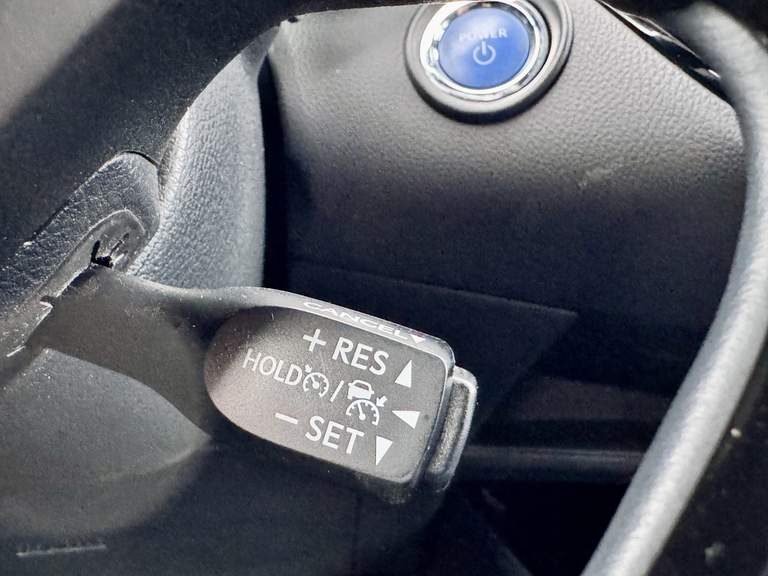 POWER
CANCEL▼
+ RES ▲
HOLD / ◀
− SET ▼